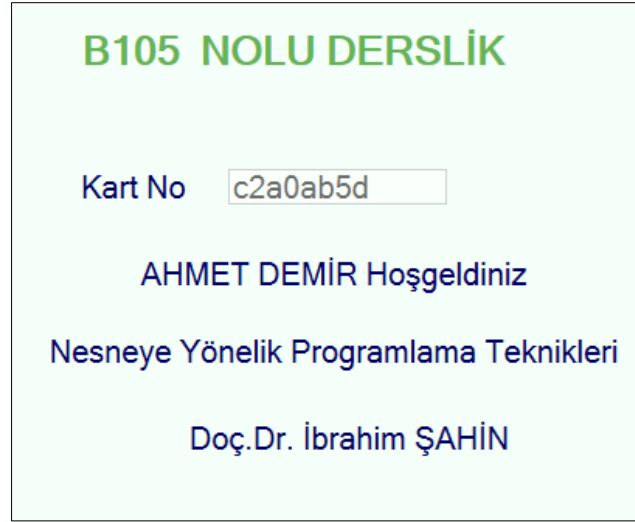 B105 NOLU DERSLİK
Kart No c2a0ab5d
AHMET DEMİR Hoşgeldiniz
Nesneye Yönelik Programlama Teknikleri
Doç.Dr. İbrahim ŞAHİN